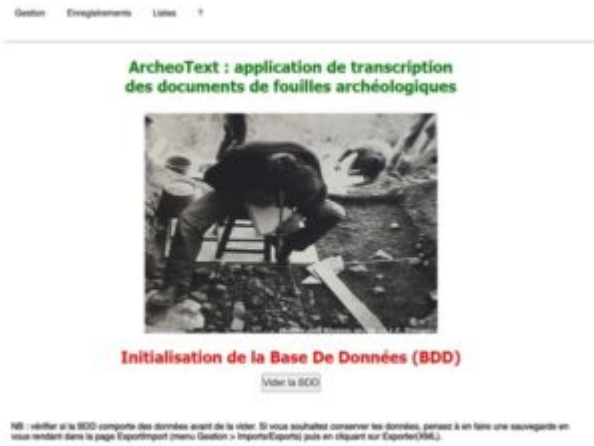 Gestion Enregistrements Listes ?
ArcheoText : application de transcription
des documents de fouilles archéologiques
Initialisation de la Base De Données (BDD)
Vider la BDD
NB : vérifier si la BDD comporte des données avant de la vider. Si vous souhaitez conserver les données, pensez à en faire une sauvegarde en
vous rendant dans la page ExportImport (menu Gestion > Imports/Exports) puis en cliquant sur Exporter(XML).